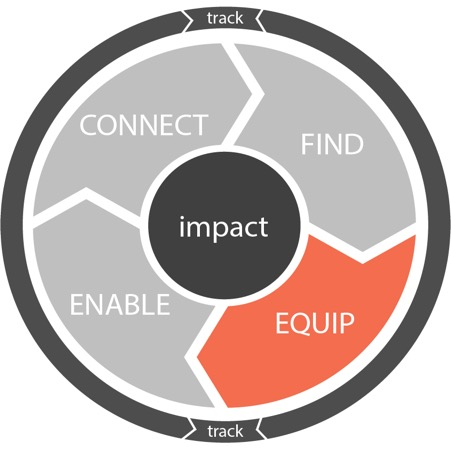 track
CONNECT
FIND
impact
ENABLE
EQUIP
track